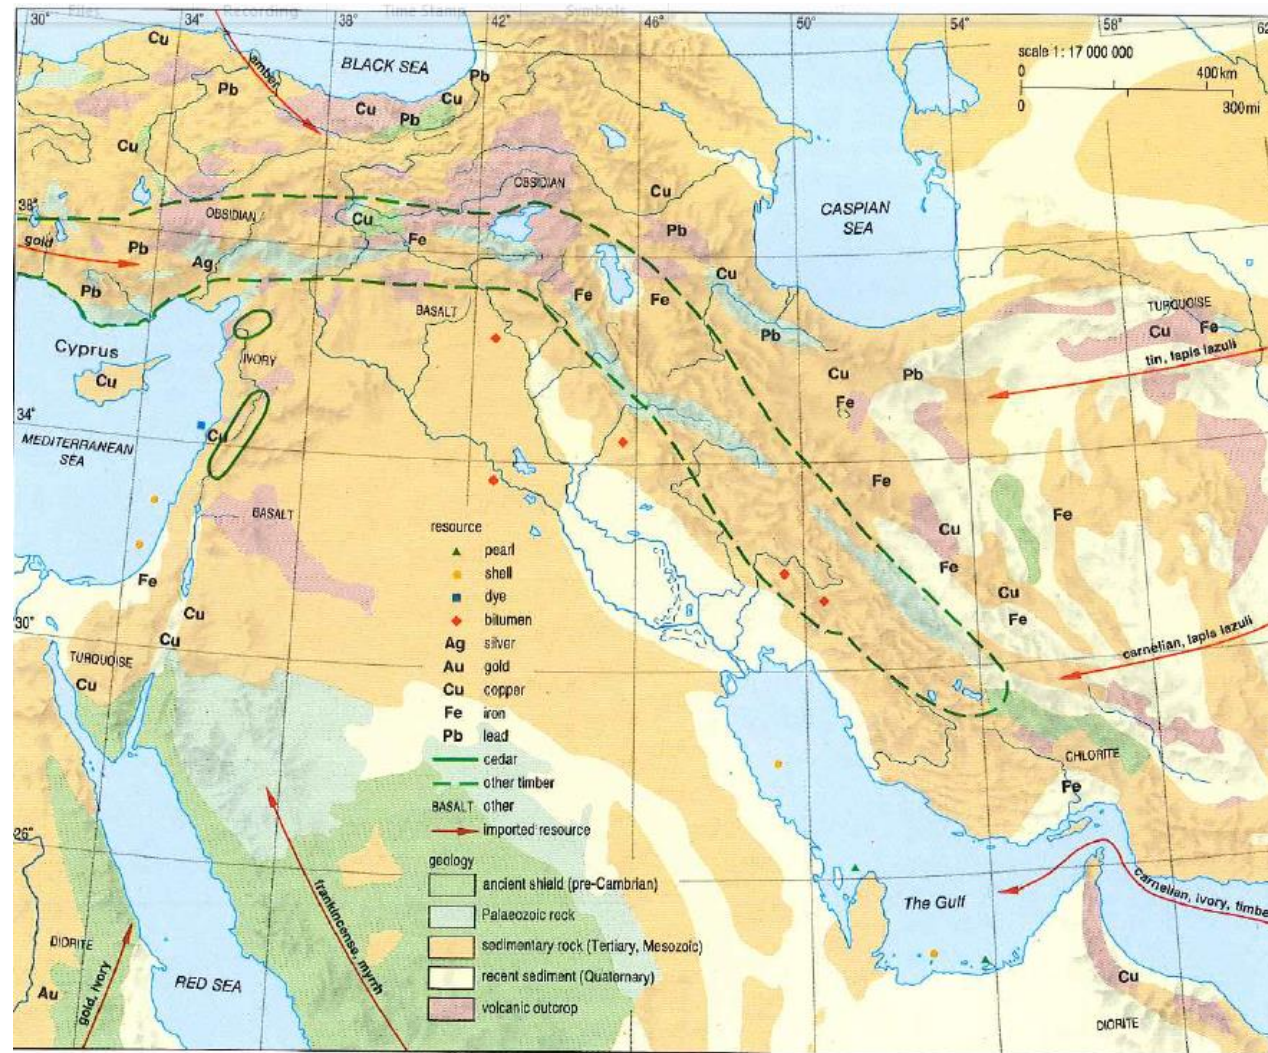 Files Recording Time Stamp Symbols
30° 34° 38° 42° 46° 50° 54° 58° 62
scale 1: 17 000 000
0 400 km
0 300 mi
Cu
BLACK SEA
amber
Pb
Pb
Cu
Cu
Pb
Cu
OBSIDIAN
Cu
CASPIAN
SEA
38°
OBSIDIAN
Cu
Pb
gold
Pb
Fe
Ag
Cu
Pb
Fe
Fe
TURQUOISE
BASALT
Cu
Fe
Pb
tin, lapis lazuli
Cyprus
IVORY
Cu
Cu
Pb
Fe
34°
Cu
MEDITERRANEAN
SEA
Fe
BASALT
Fe
Cu
Fe
Fe
Cu
Cu
Fe
Cu
30°
carnelian, lapis lazuli
TURQUOISE
Cu
CHLORITE
Fe
resource
pearl
shell
dye
bitumen
Ag silver
Au gold
Cu copper
Fe iron
Pb lead
cedar
other timber
BASALT other
imported resource
geology
ancient shield (pre-Cambrian)
Palaeozoic rock
sedimentary rock (Tertiary, Mesozoic)
recent sediment (Quaternary)
volcanic outcrop
26°
frankincense, myrrh
carnelian, ivory, timbe
The Gulf
DIORITE
gold, ivory
RED SEA
Au
Cu
DIORITE